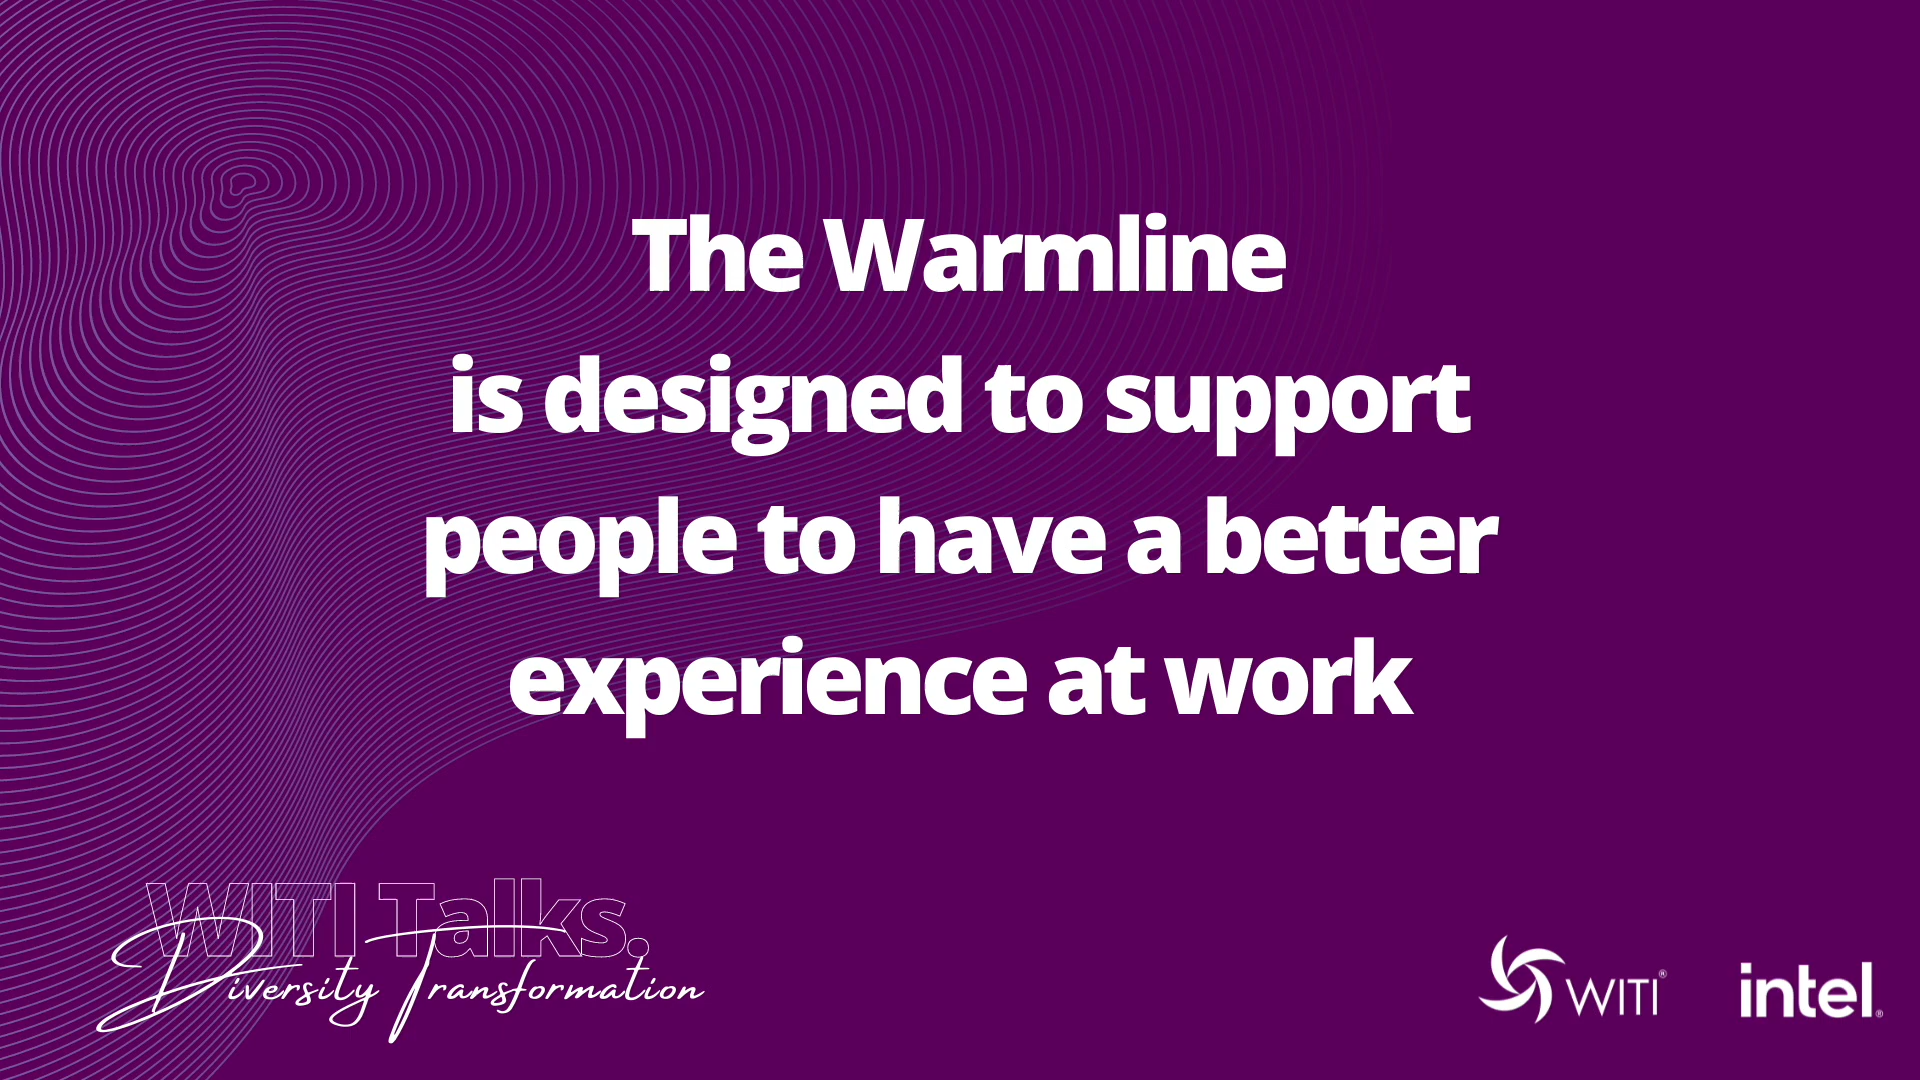 The Warmline
is designed to support
people to have a better
experience at work
WITI Talks.
Diversity Transformation
WITI®
intel®